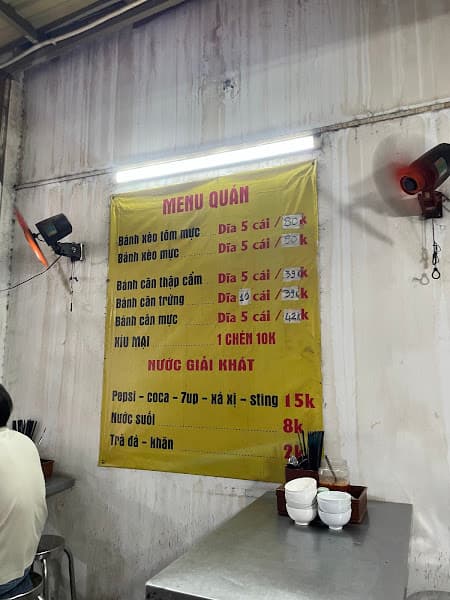 MENU QUÁN
Bánh xèo tôm mực Dĩa 5 cái / 50k
Bánh xèo mực Dĩa 5 cái / 50k
Bánh căn thập cẩm Dĩa 5 cái / 39k
Bánh căn trứng Dĩa 10 cái / 39k
Bánh căn mực Dĩa 5 cái / 42k
XÍU MẠI 1 CHÉN 10K
NƯỚC GIẢI KHÁT
Pepsi - coca - 7up - xá xị - sting 15k
Nước suối 8k
Trà đá - khăn 2k